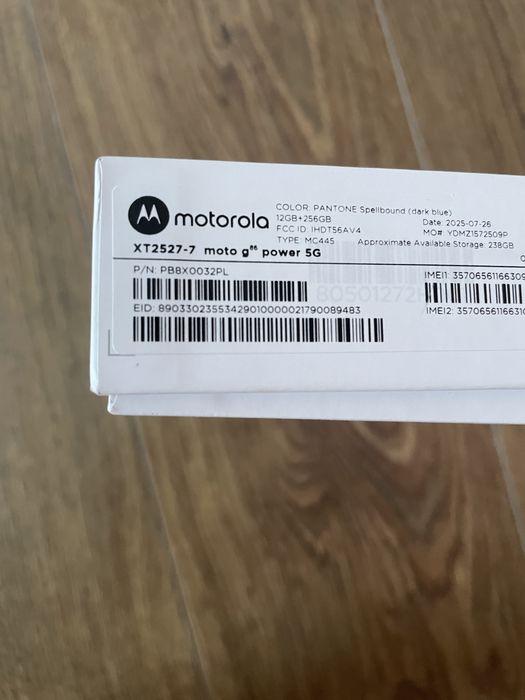 motorola
COLOR: PANTONE Spellbound (dark blue)
12GB+256GB Date: 2025-07-26
FCC ID: IHDT56AV4 MO#: YDMZ1572509P
TYPE: MC445 Approximate Available Storage: 238GB
XT2527-7 moto g⁸⁶ power 5G
P/N: PB8X0032PL
IMEI1: 35706561166309
80501272
EID: 89033023553429010000021790089483
IMEI2: 35706561166310